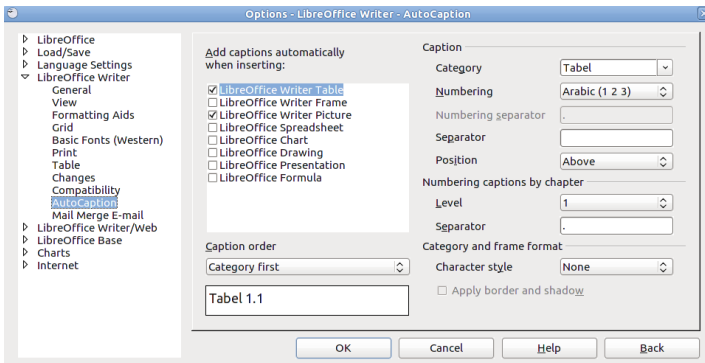 Options - LibreOffice Writer - AutoCaption
LibreOffice
Load/Save
Language Settings
LibreOffice Writer
General
View
Formatting Aids
Grid
Basic Fonts (Western)
Print
Table
Changes
Compatibility
AutoCaption
Mail Merge E-mail
LibreOffice Writer/Web
LibreOffice Base
Charts
Internet
Add captions automatically
when inserting:
LibreOffice Writer Table
LibreOffice Writer Frame
LibreOffice Writer Picture
LibreOffice Spreadsheet
LibreOffice Chart
LibreOffice Drawing
LibreOffice Presentation
LibreOffice Formula
Caption order
Category first
Tabel 1.1
Caption
Category Tabel
Numbering Arabic (1 2 3)
Numbering separator .
Separator
Position Above
Numbering captions by chapter
Level 1
Separator .
Category and frame format
Character style None
Apply border and shadow
OK Cancel Help Back